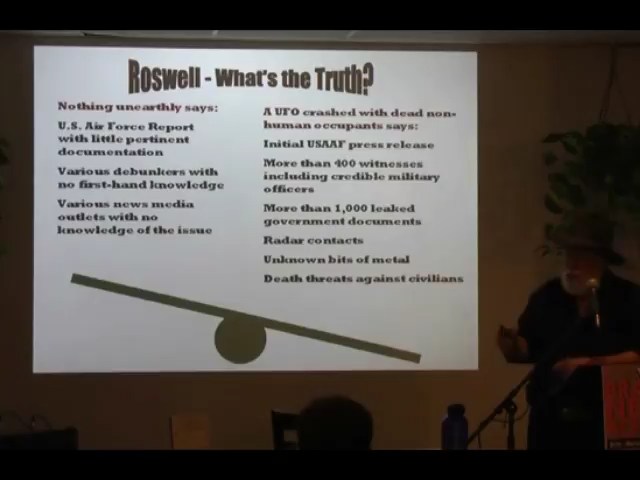 Roswell - What's the Truth?
Nothing unearthly says:
U.S. Air Force Report
with little pertinent
documentation
Various debunkers with
no first-hand knowledge
Various news media
outlets with no
knowledge of the issue
A UFO crashed with dead non-
human occupants says:
Initial USAAF press release
More than 400 witnesses
including credible military
officers
More than 1,000 leaked
government documents
Radar contacts
Unknown bits of metal
Death threats against civilians